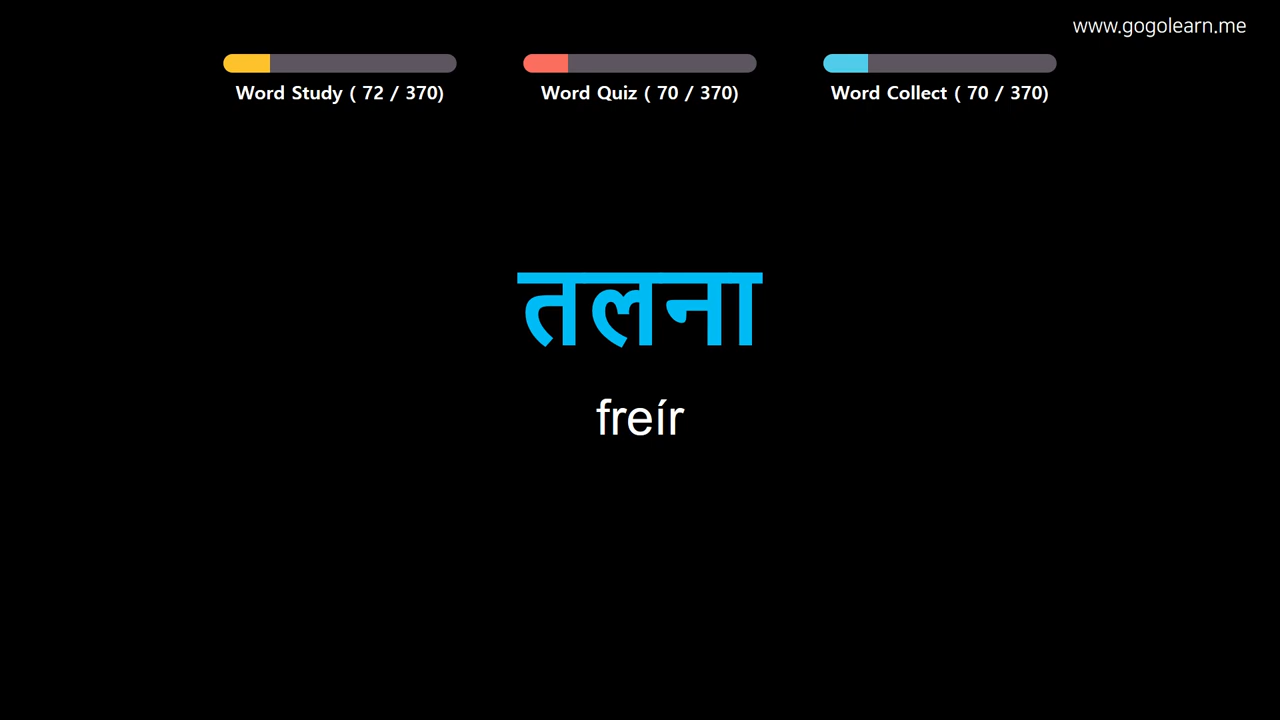 www.gogolearn.me
Word Study ( 72 / 370)
Word Quiz ( 70 / 370)
Word Collect ( 70 / 370)
तलना
freír